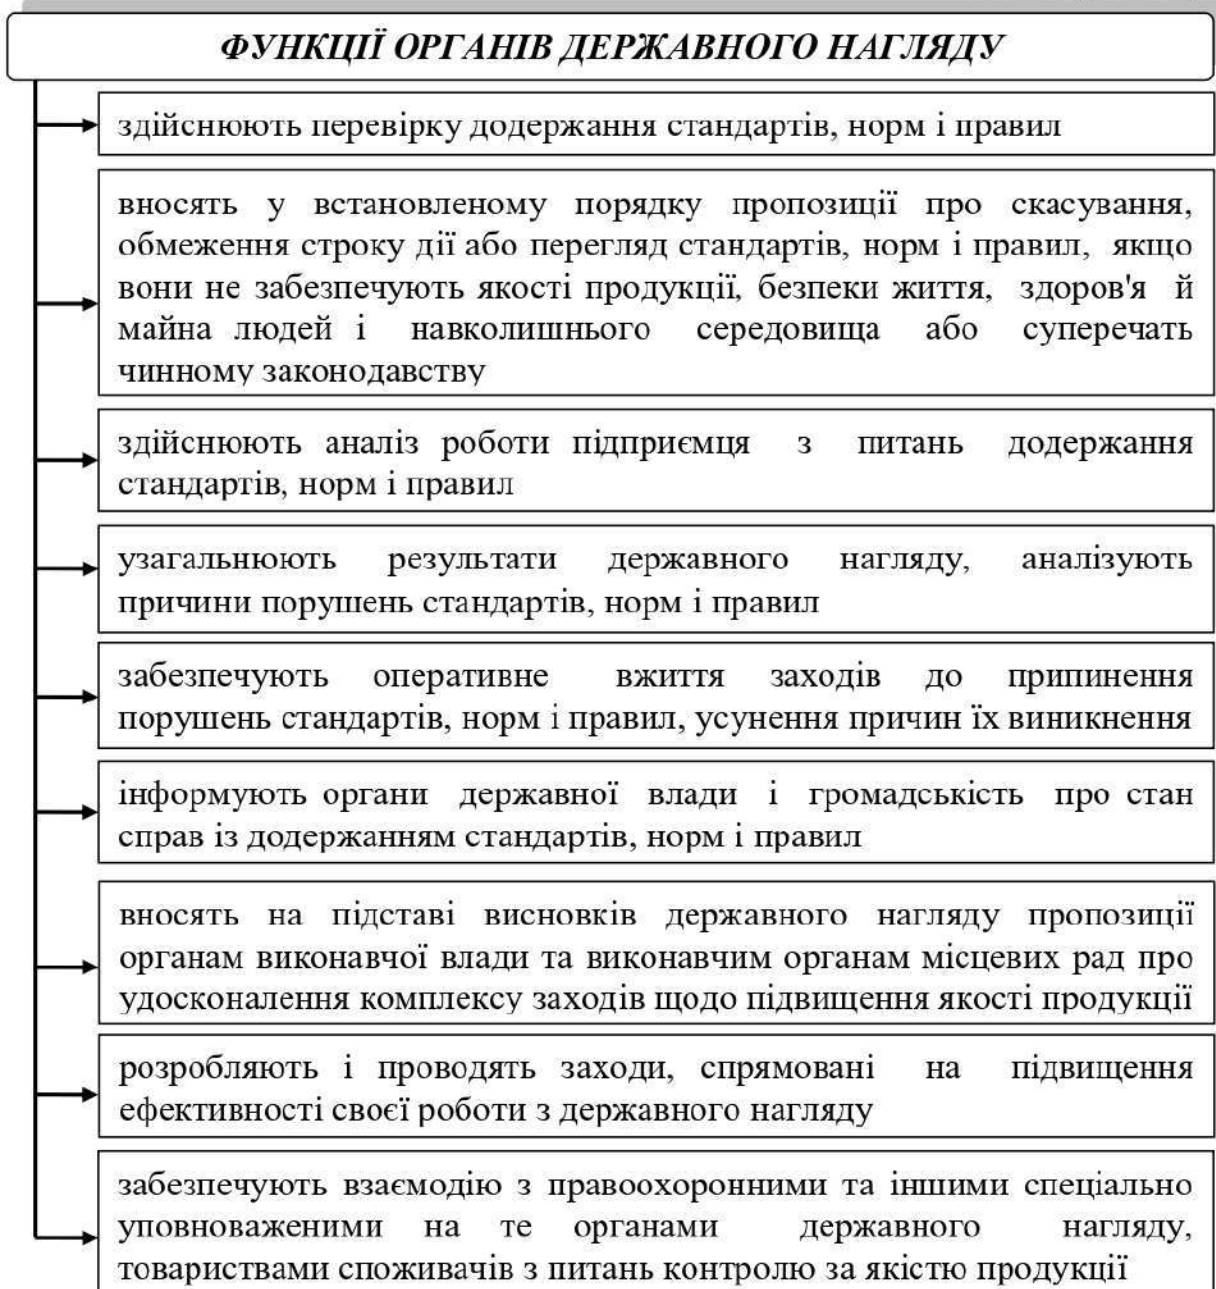 ФУНКЦІЇ ОРГАНІВ ДЕРЖАВНОГО НАГЛЯДУ
здійснюють перевірку додержання стандартів, норм і правил
вносять у встановленому порядку пропозиції про скасування,
обмеження строку дії або перегляд стандартів, норм і правил, якщо
вони не забезпечують якості продукції, безпеки життя, здоров'я й
майна людей і навколишнього середовища або суперечать
чинному законодавству
здійснюють аналіз роботи підприємця з питань додержання
стандартів, норм і правил
узагальнюють результати державного нагляду, аналізують
причини порушень стандартів, норм і правил
забезпечують оперативне вжиття заходів до припинення
порушень стандартів, норм і правил, усунення причин їх виникнення
інформують органи державної влади і громадськість про стан
справ із додержанням стандартів, норм і правил
вносять на підставі висновків державного нагляду пропозиції
органам виконавчої влади та виконавчим органам місцевих рад про
удосконалення комплексу заходів щодо підвищення якості продукції
розробляють і проводять заходи, спрямовані на підвищення
ефективності своєї роботи з державного нагляду
забезпечують взаємодію з правоохоронними та іншими спеціально
уповноваженими на те органами державного нагляду,
товариствами споживачів з питань контролю за якістю продукції